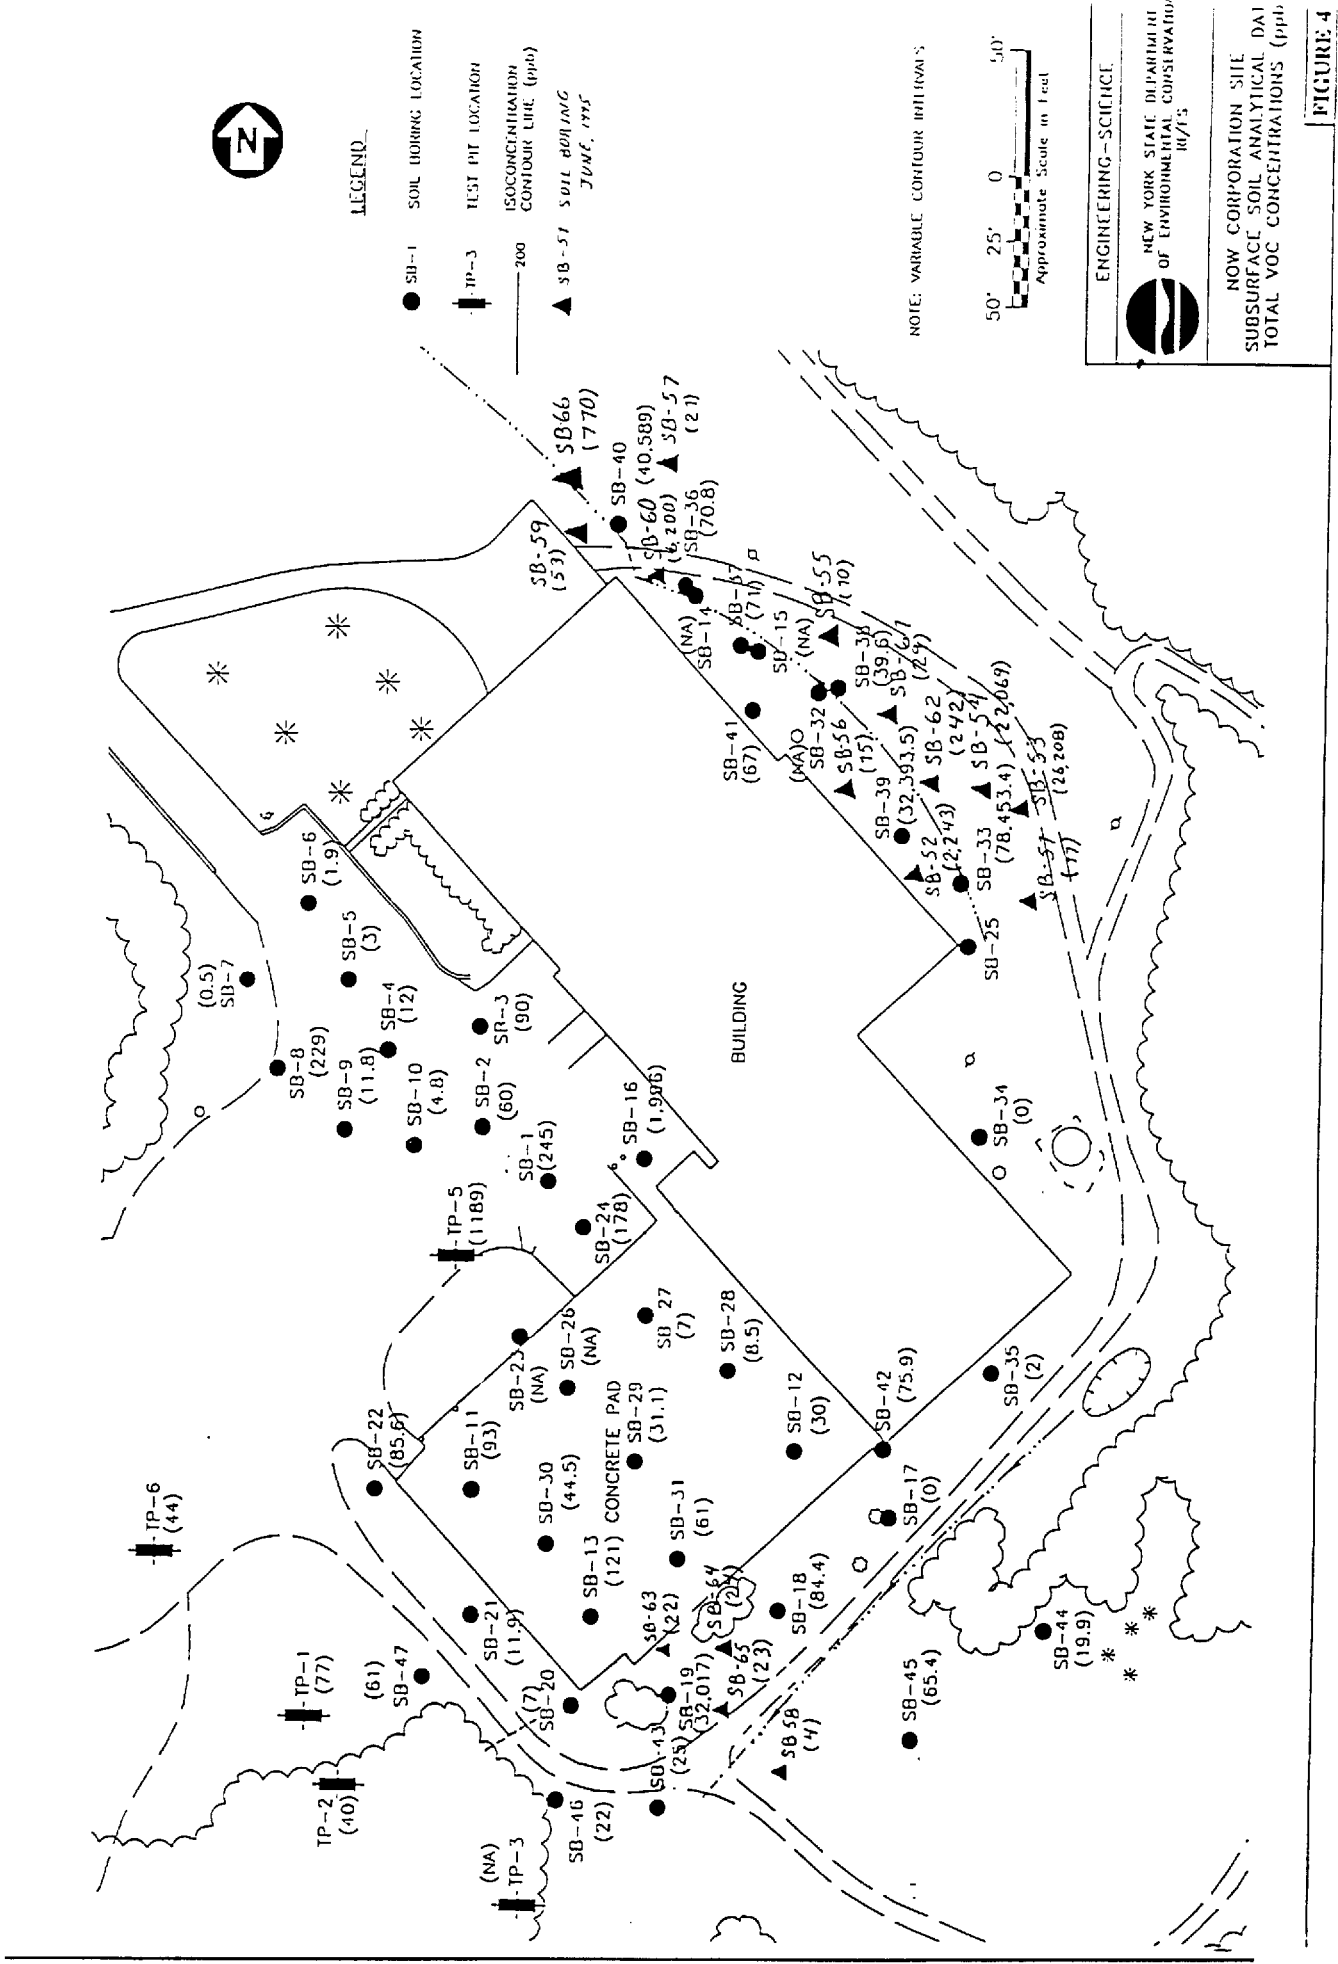 N
LEGEND
SB-1 SOIL BORING LOCATION
TP-3 TEST PIT LOCATION
200 ISOCONCENTRATION
CONTOUR LINE (ppb)
SB-51 SOIL BORING
JUNE, 1995
NOTE: VARIABLE CONTOUR INTERVALS
50' 25' 0 50'
Approximate Scale in Feet
ENGINEERING-SCIENCE
NEW YORK STATE DEPARTMENT
OF ENVIRONMENTAL CONSERVATION
RI/FS
NOW CORPORATION SITE
SUBSURFACE SOIL ANALYTICAL DAT
TOTAL VOC CONCENTRATIONS (ppb
FIGURE 4
SB-6
(1.9)
SB-5
(3)
(0.5)
SB-7
SB-4
(12)
SB-8
(229)
SB-9
(11.8)
SB-10
(4.8)
SB-3
(90)
SB-2
(60)
SB-1
(245)
SB-16
SB-24
(178)
TP-5
(1189)
BUILDING
SB-59
(53)
SB66
(770)
SB-40
(40.589)
SB-57
(21)
SB-60
SB-36
(70.8)
(NA)
SB-14
SB-37
(71)
SB-15
(NA)
SB-55
(10)
SB-41
(67)
(NA)
SB-32
SB-38
(39.6)
SB-61
(29)
SB-56
(15)
SB-62
(242)
SB-39
(32,393.5)
SB-54
(22,069)
SB-52
(2,243)
SB-33
(78,453.4)
SB-53
(26,208)
SB-51
(17)
SB-25
SB-34
(0)
SB-23
(NA)
SB-26
(NA)
SB 27
(7)
SB-28
(8.5)
SB-22
(85.6)
SB-11
(93)
SB-29
(31.1)
CONCRETE PAD
SB-12
(30)
SB-42
(75.9)
SB-35
(2)
SB-30
(44.5)
SB-13
(121)
SB-31
(61)
SB-17
(0)
TP-6
(44)
SB-21
(11.9)
SB-63
(22)
SB-64
SB-18
(84.4)
SB-44
(19.9)
TP-1
(77)
(61)
SB-47
(7)
SB-20
SB-19
(32,017)
SB-65
(23)
SB-45
(65.4)
TP-2
(40)
SB-43
(25)
SB 58
(4)
SB-46
(22)
(NA)
TP-3